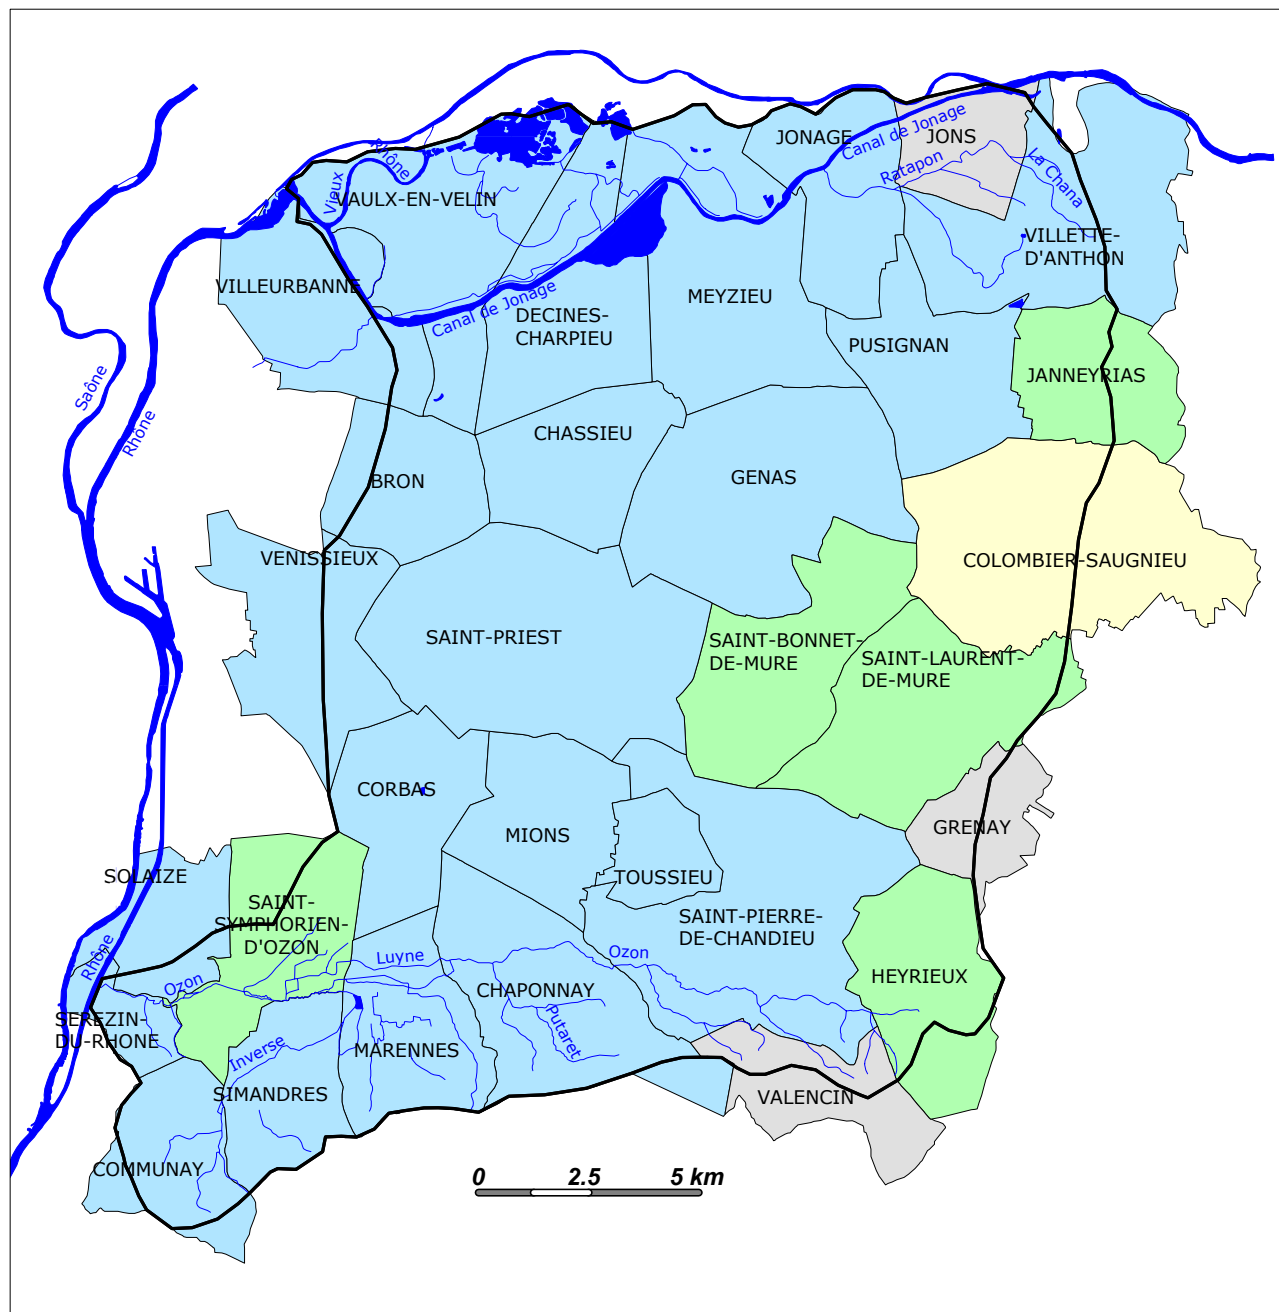 JONAGE
JONS
Canal de Jonage
Rhône
Ratapon
La Chana
Vieux
VAULX-EN-VELIN
VILLETTE-
D'ANTHON
VILLEURBANNE
MEYZIEU
Canal de Jonage
DECINES-
CHARPIEU
PUSIGNAN
JANNEYRIAS
Saône
Rhône
CHASSIEU
BRON
GENAS
VENISSIEUX
COLOMBIER-SAUGNIEU
SAINT-PRIEST
SAINT-BONNET-
DE-MURE
SAINT-LAURENT-
DE-MURE
CORBAS
MIONS
GRENAY
SOLAIZE
TOUSSIEU
SAINT-
SYMPHORIEN-
D'OZON
SAINT-PIERRE-
DE-CHANDIEU
Rhône
Luyne
Ozon
Ozon
HEYRIEUX
CHAPONNAY
SEREZIN-
DU-RHONE
Putaret
Inverse
MARENNES
SIMANDRES
VALENCIN
COMMUNAY
0 2.5 5 km